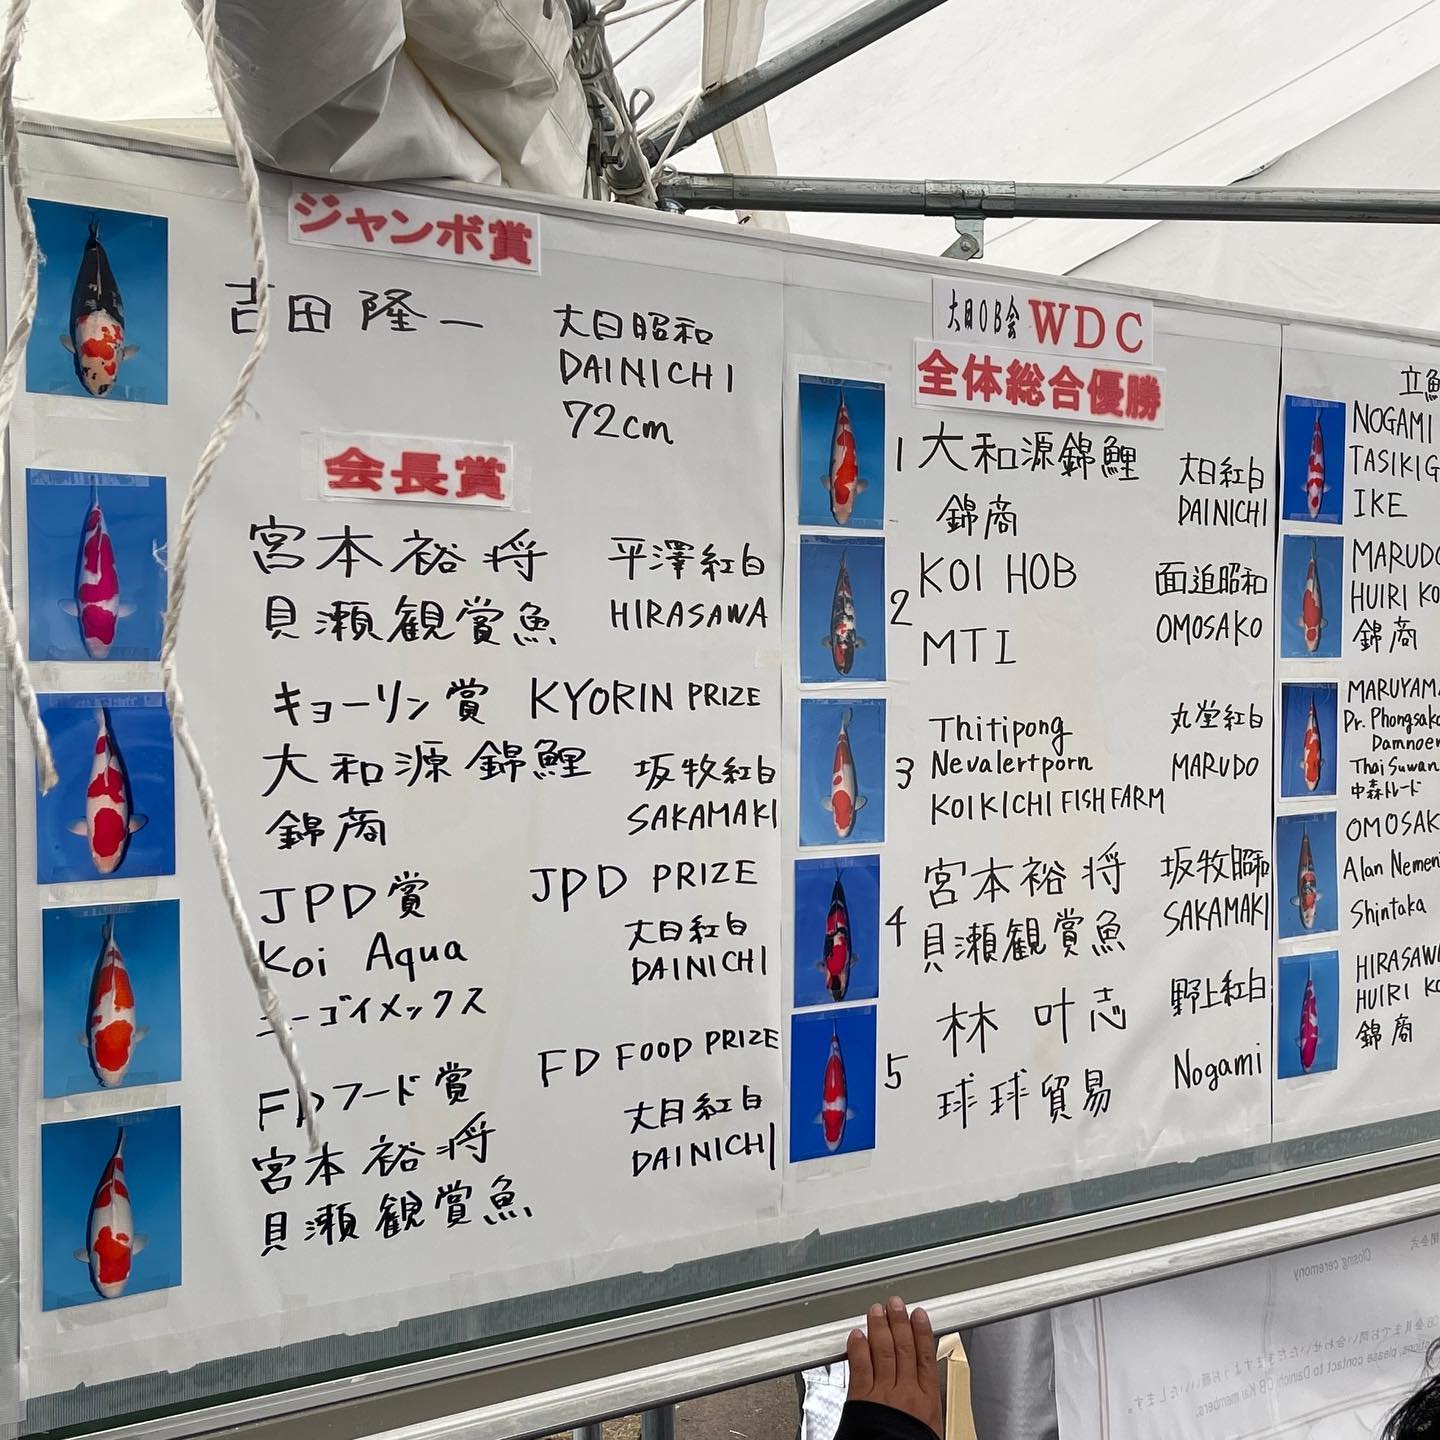 ジャンボ賞
吉田 隆一
大日昭和
DAINICHI
72cm
会長賞
宮本裕将
貝瀬観賞魚
平澤紅白
HIRASAWA
キョーリン賞 KYORIN PRIZE
大和源錦鯉
錦商
坂牧紅白
SAKAMAKI
JPD賞 JPD PRIZE
Koi Aqua
ニーゴイメックス
大日紅白
DAINICHI
FDフード賞 FD FOOD PRIZE
宮本裕将
貝瀬観賞魚
大日紅白
DAINICHI
大日OB会 WDC
全体総合優勝
1 大和源錦鯉
錦商
大日紅白
DAINICHI
2 KOI HOB
MTI
面迫昭和
OMOSAKO
3 Thitipong
Nevalertporn
KOIKICHI FISH FARM
丸堂紅白
MARUDO
4 宮本裕将
貝瀬観賞魚
坂牧昭和
SAKAMAKI
5 林 叶志
球球貿易
野上紅白
Nogami
立鯉
NOGAMI
TASIKIG
IKE
MARUDO
HUIRI KO
錦商
MARUYAMA
Dr. Phongsako
Damnoen
Thai Suwan
中森トレード
OMOSAK
Alan Nemen
Shintaka
HIRASAWA
HUIRI KO
錦商
Closing ceremony